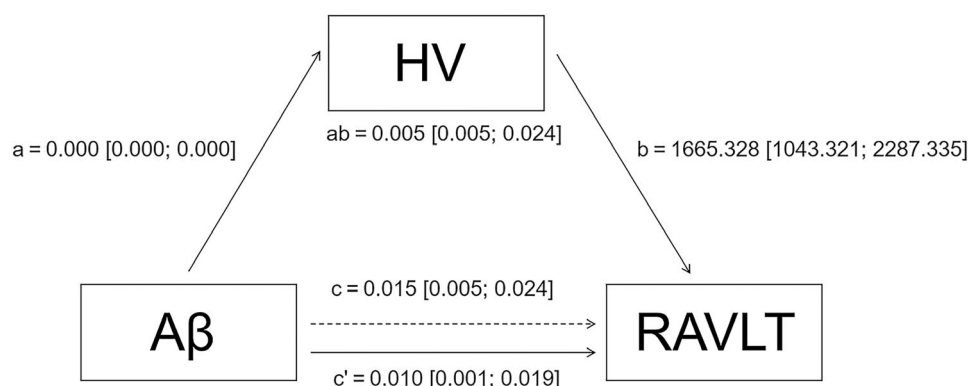 HV
a = 0.000 [0.000; 0.000]
ab = 0.005 [0.005; 0.024]
b = 1665.328 [1043.321; 2287.335]
c = 0.015 [0.005; 0.024]
Aβ
RAVLT
c' = 0.010 [0.001; 0.019]